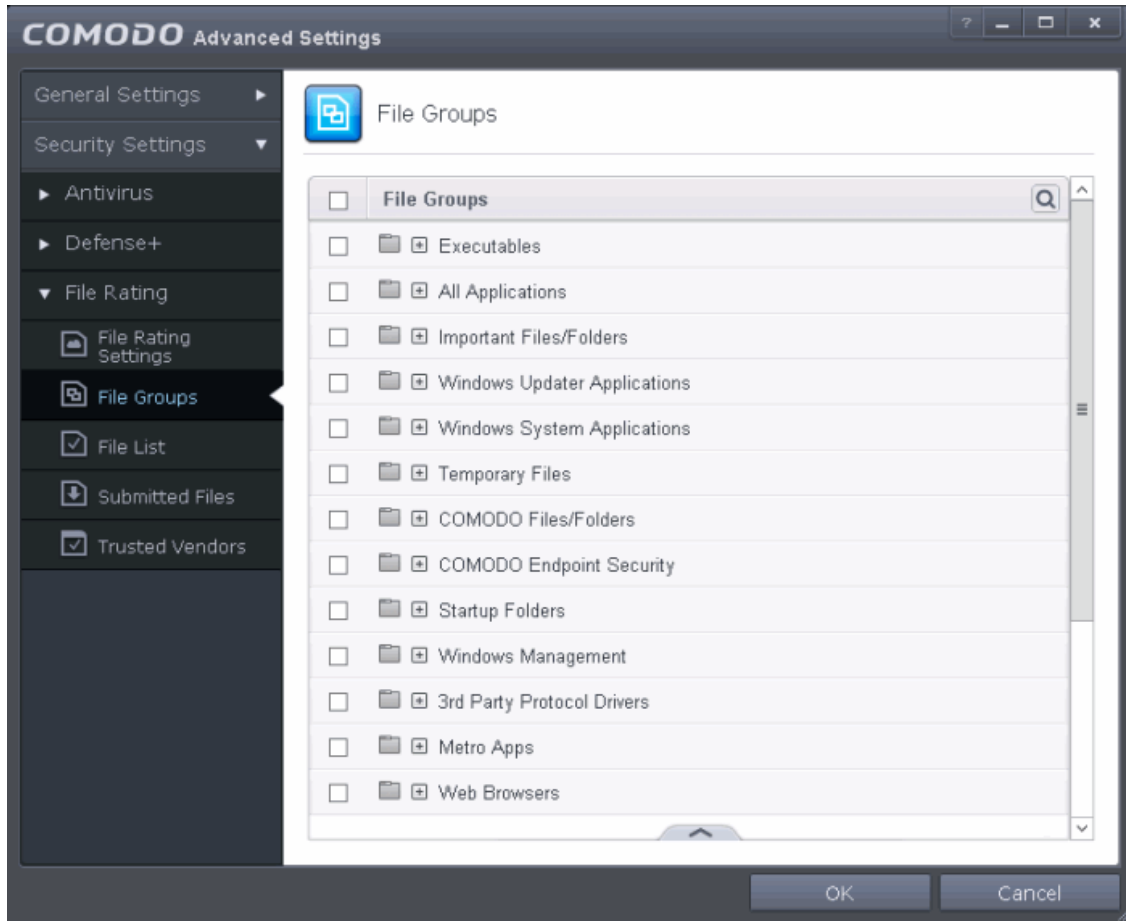 COMODO Advanced Settings
?
General Settings
Security Settings
Antivirus
Defense+
File Rating
File Rating
Settings
File Groups
File List
Submitted Files
Trusted Vendors
File Groups
File Groups
Executables
All Applications
Important Files/Folders
Windows Updater Applications
Windows System Applications
Temporary Files
COMODO Files/Folders
COMODO Endpoint Security
Startup Folders
Windows Management
3rd Party Protocol Drivers
Metro Apps
Web Browsers
OK
Cancel